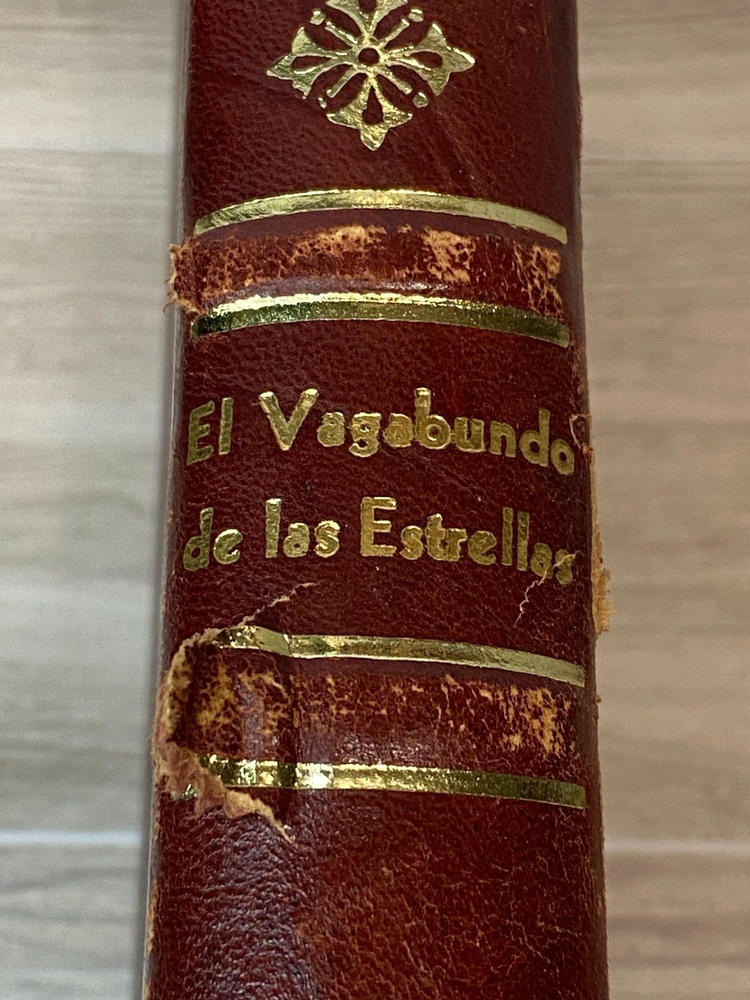 El Vagabundo
de las Estrellas